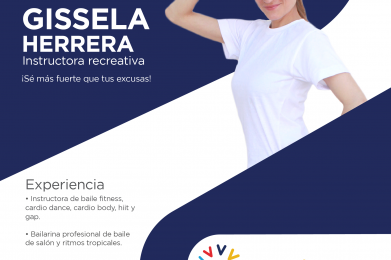 GISSELA
HERRERA
Instructora recreativa
¡Sé más fuerte que tus excusas!
Experiencia
• Instructora de baile fitness,
cardio dance, cardio body, hiit y
gap.
• Bailarina profesional de baile
de salón y ritmos tropicales.